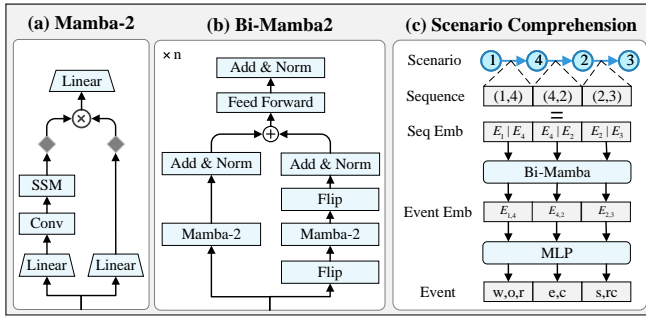 (a) Mamba-2
Linear
×
SSM
Conv
Linear
Linear
(b) Bi-Mamba2
× n
Add & Norm
Feed Forward
+
Add & Norm
Add & Norm
Flip
Mamba-2
Mamba-2
Flip
(c) Scenario Comprehension
Scenario 1 4 2 3
Sequence (1,4) (4,2) (2,3)
=
Seq Emb E₁ | E₄ E₄ | E₂ E₂ | E₃
Bi-Mamba
Event Emb E₁,₄ E₄,₂ E₂,₃
MLP
Event w,o,r e,c s,rc